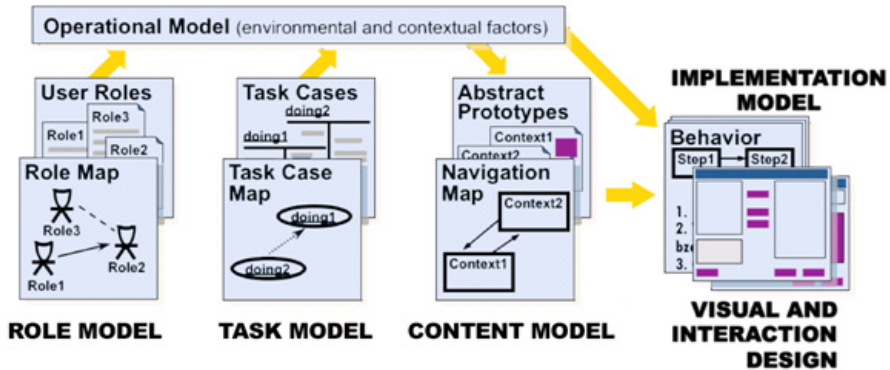 Operational Model (environmental and contextual factors)
User Roles
Role3
Role1
Role2
Role Map
Role3
Role2
Role1
ROLE MODEL
Task Cases
doing2
doing1
Task Case
Map
doing1
doing2
TASK MODEL
Abstract
Prototypes
Context1
Context2
Navigation
Map
Context2
Context1
CONTENT MODEL
IMPLEMENTATION
MODEL
Behavior
Step1
Step2
1.
2.
bz
3.
VISUAL AND
INTERACTION
DESIGN